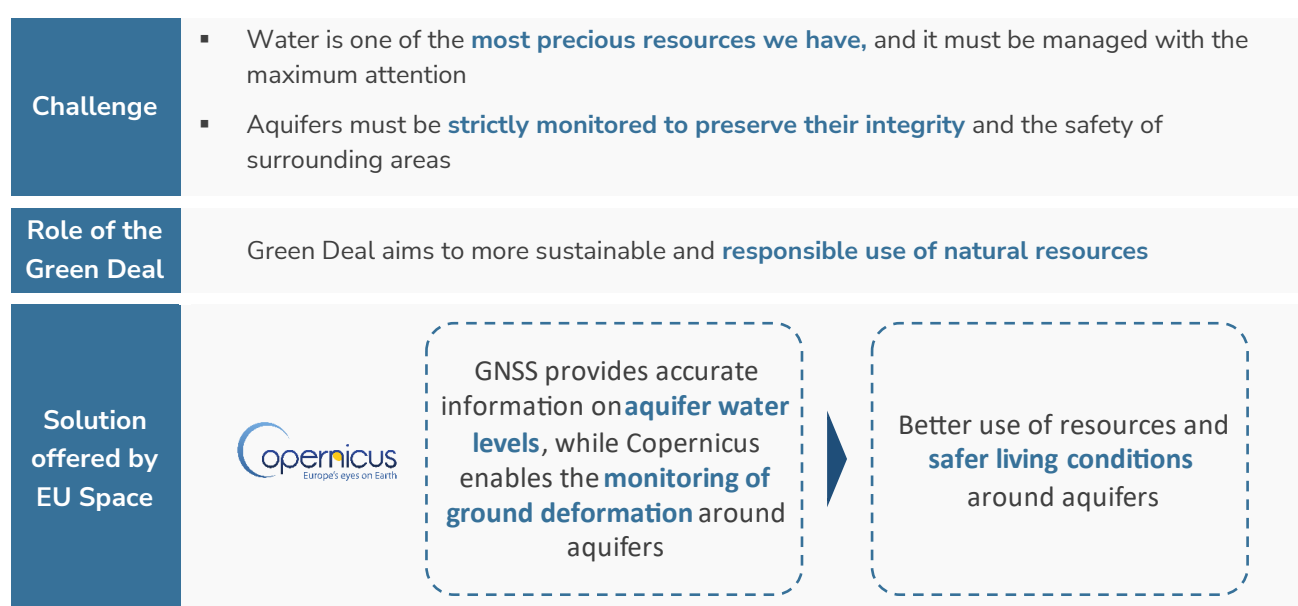 Challenge
▪ Water is one of the most precious resources we have, and it must be managed with the
maximum attention
▪ Aquifers must be strictly monitored to preserve their integrity and the safety of
surrounding areas
Role of the
Green Deal
Green Deal aims to more sustainable and responsible use of natural resources
Solution
offered by
EU Space
Copernicus
Europe's eyes on Earth
GNSS provides accurate
information on aquifer water
levels, while Copernicus
enables the monitoring of
ground deformation around
aquifers
Better use of resources and
safer living conditions
around aquifers